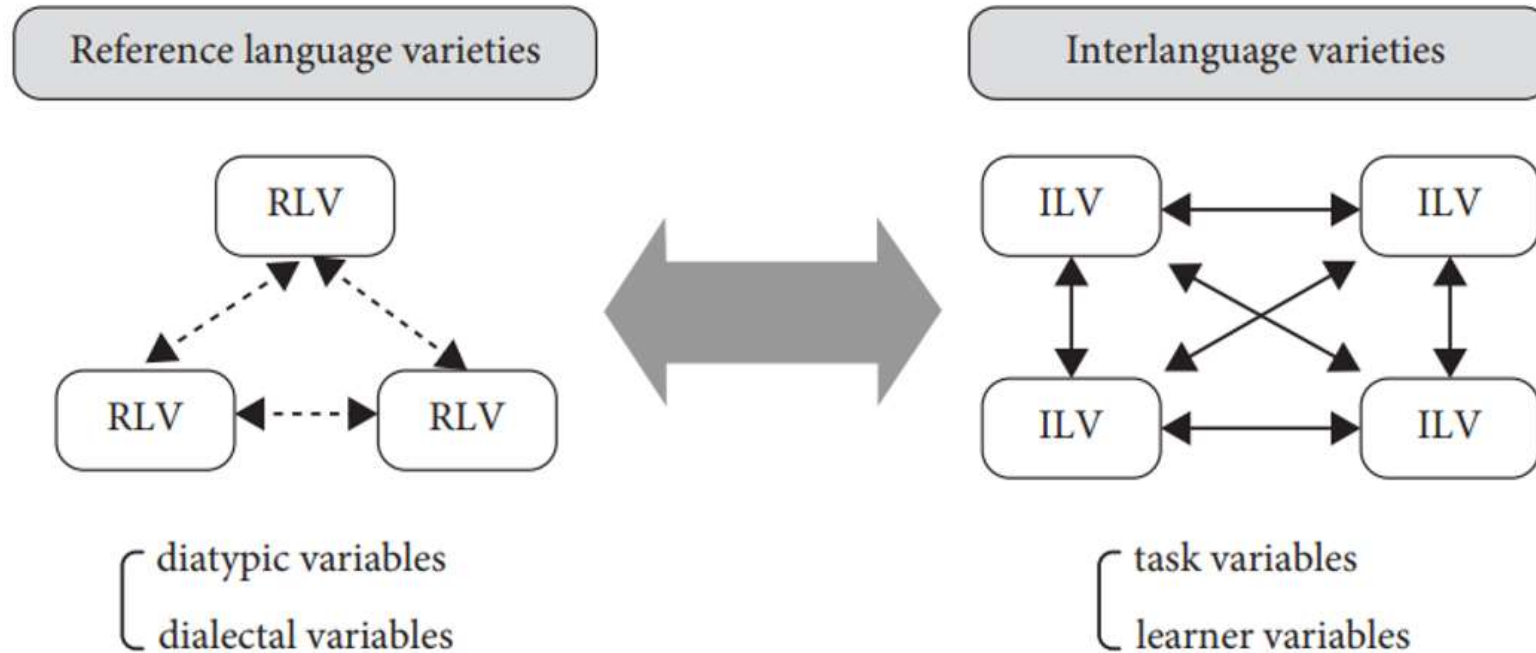 Reference language varieties
Interlanguage varieties
RLV
ILV
ILV
RLV
RLV
ILV
ILV
diatypic variables
dialectal variables
task variables
learner variables